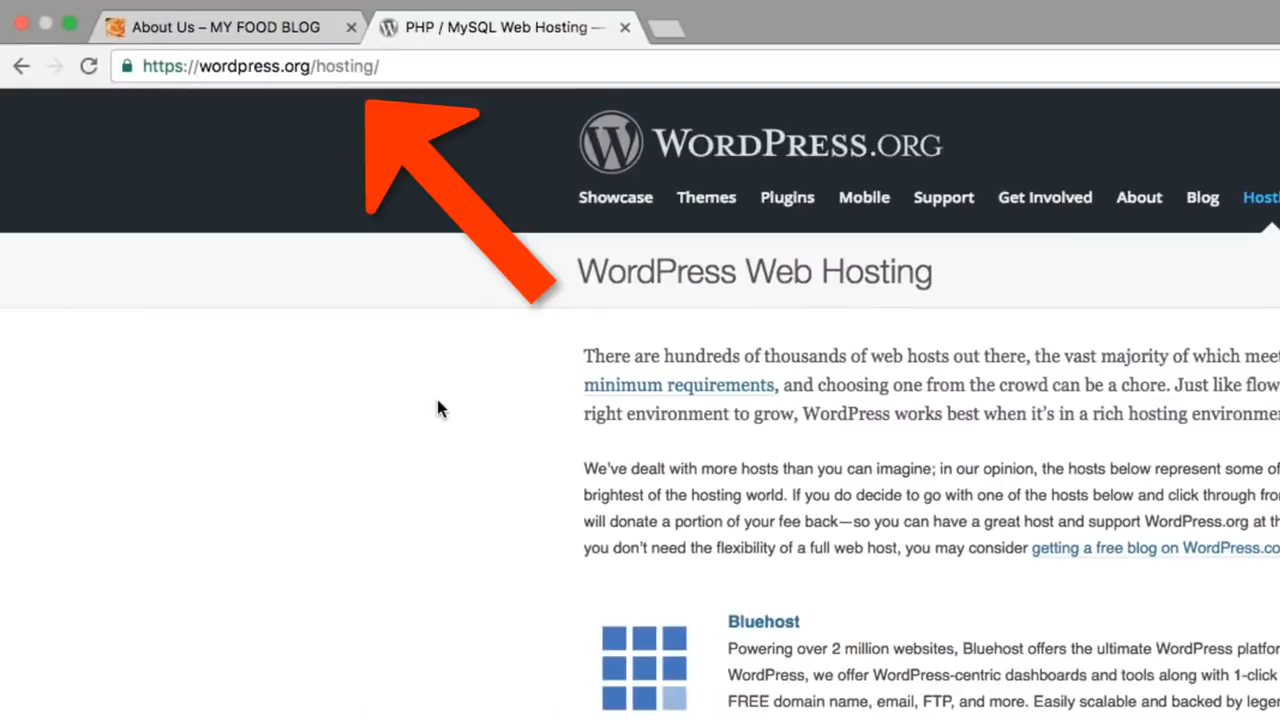 About Us – MY FOOD BLOG
PHP / MySQL Web Hosting —
https://wordpress.org/hosting/
WORDPRESS.ORG
Showcase Themes Plugins Mobile Support Get Involved About Blog Hosti
WordPress Web Hosting
There are hundreds of thousands of web hosts out there, the vast majority of which meet
minimum requirements, and choosing one from the crowd can be a chore. Just like flow
right environment to grow, WordPress works best when it's in a rich hosting environme
We've dealt with more hosts than you can imagine; in our opinion, the hosts below represent some of
brightest of the hosting world. If you do decide to go with one of the hosts below and click through fro
will donate a portion of your fee back—so you can have a great host and support WordPress.org at th
you don't need the flexibility of a full web host, you may consider getting a free blog on WordPress.co
Bluehost
Powering over 2 million websites, Bluehost offers the ultimate WordPress platfor
WordPress, we offer WordPress-centric dashboards and tools along with 1-click
FREE domain name, email, FTP, and more. Easily scalable and backed by legen